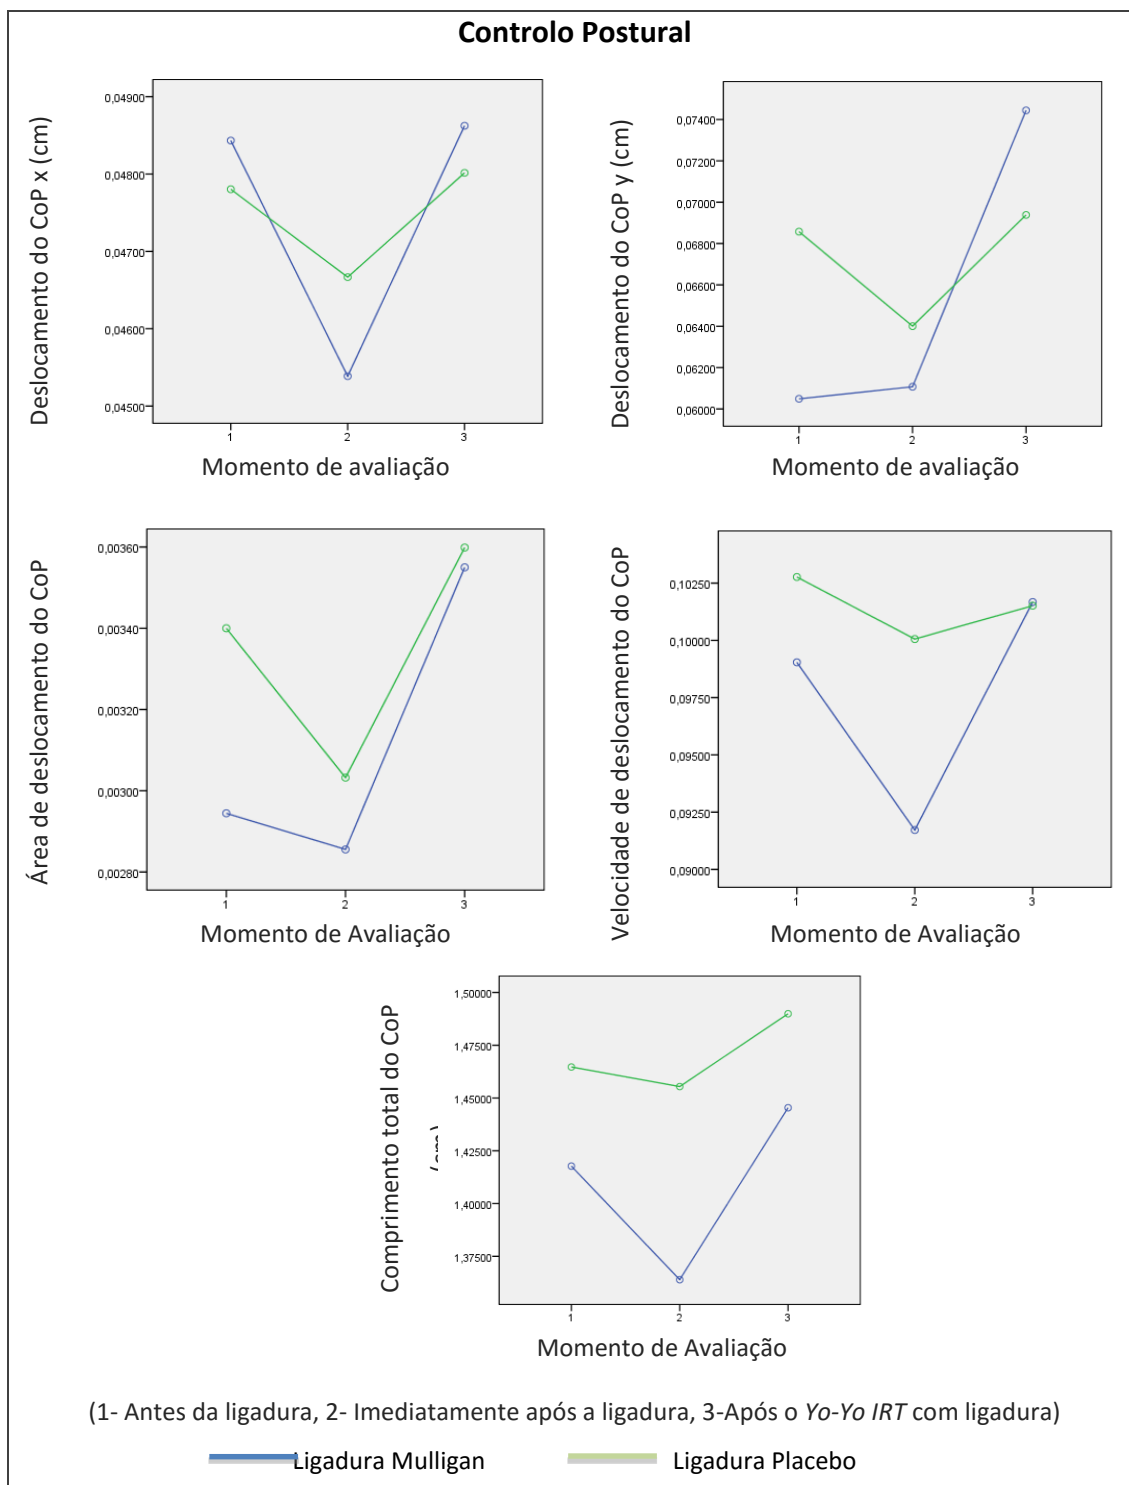 Controlo Postural
Deslocamento do CoP x (cm)
0,04900
0,04800
0,04700
0,04600
0,04500
1 2 3
Momento de avaliação
Deslocamento do CoP y (cm)
0,07400
0,07200
0,07000
0,06800
0,06600
0,06400
0,06200
0,06000
1 2 3
Momento de avaliação
Área de deslocamento do CoP
0,00360
0,00340
0,00320
0,00300
0,00280
1 2 3
Momento de Avaliação
Velocidade de deslocamento do CoP
0,10250
0,10000
0,09750
0,09500
0,09250
0,09000
1 2 3
Momento de Avaliação
Comprimento total do CoP
(cm)
1,50000
1,47500
1,45000
1,42500
1,40000
1,37500
1 2 3
Momento de Avaliação
(1- Antes da ligadura, 2- Imediatamente após a ligadura, 3-Após o Yo-Yo IRT com ligadura)
Ligadura Mulligan
Ligadura Placebo